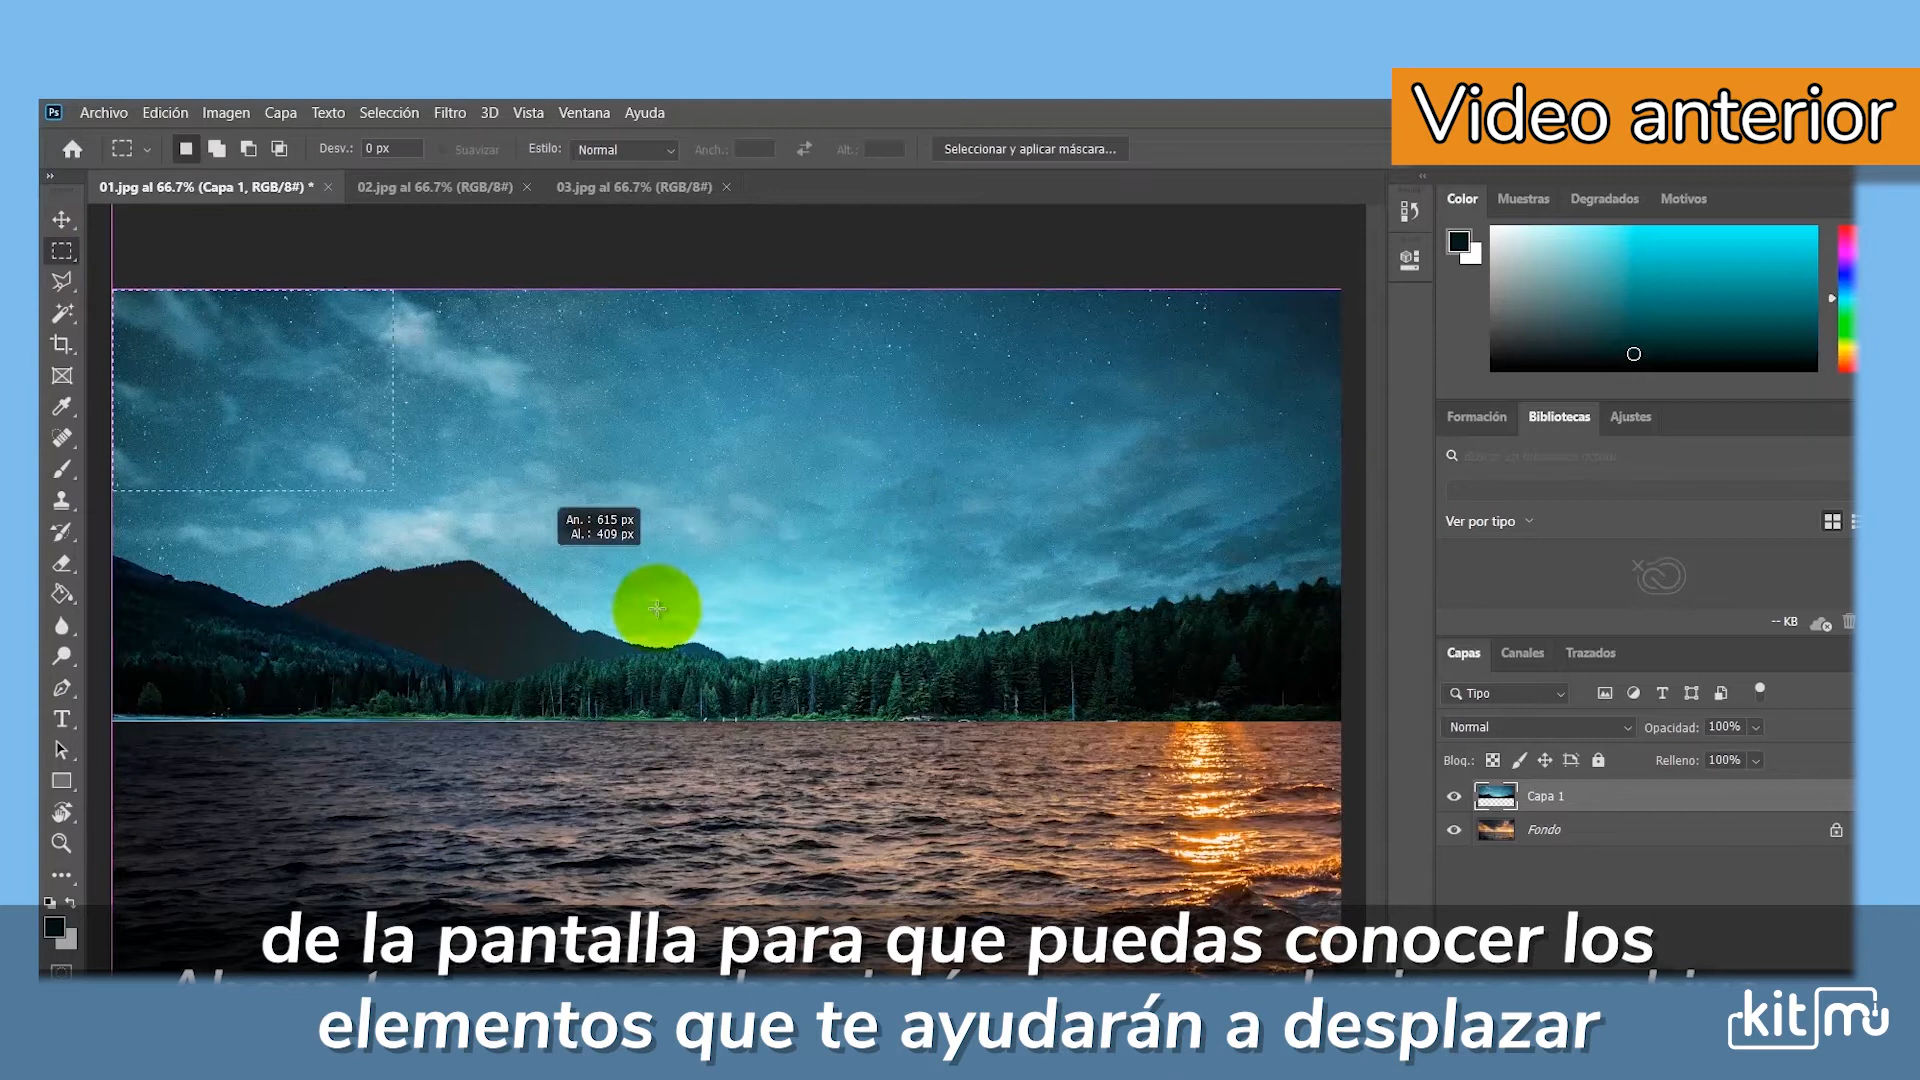 Video anterior
Ps Archivo Edición Imagen Capa Texto Selección Filtro 3D Vista Ventana Ayuda
Desv.: 0 px Suavizar Estilo: Normal Anch.: Alt.: Seleccionar y aplicar máscara...
01.jpg al 66.7% (Capa 1, RGB/8#) * × 02.jpg al 66.7% (RGB/8#) × 03.jpg al 66.7% (RGB/8#) ×
Color Muestras Degradados Motivos
Formación Bibliotecas Ajustes
Ver por tipo
An. : 615 px
Al. : 409 px
-- KB
Capas Canales Trazados
Tipo
Normal Opacidad: 100%
Bloq.: Relleno: 100%
Capa 1
Fondo
de la pantalla para que puedas conocer los
elementos que te ayudarán a desplazar
kitmu